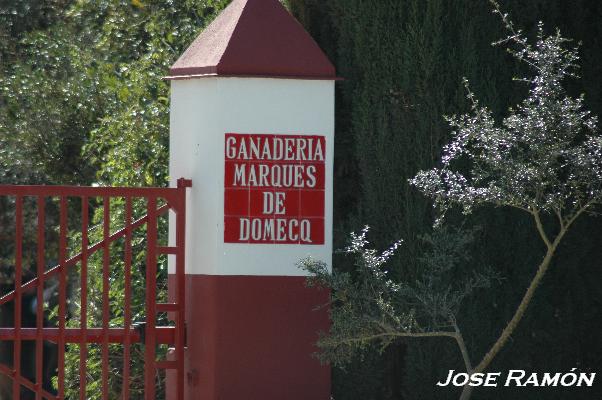 GANADERIA
MARQUES
DE
DOMECQ
JOSE RAMÓN